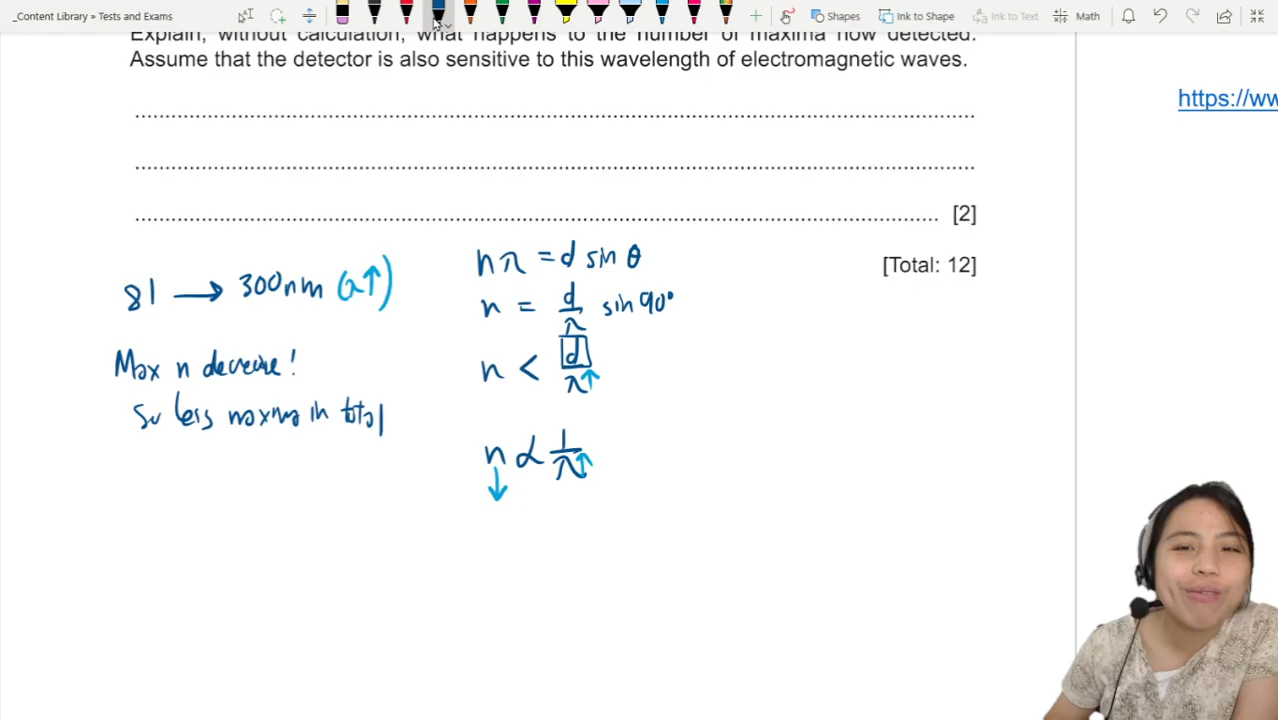 _Content Library » Tests and Exams
Shapes
Ink to Shape
Ink to Text
Math
Explain, without calculation, what happens to the number of maxima now detected.
Assume that the detector is also sensitive to this wavelength of electromagnetic waves.
https://ww
[2]
[Total: 12]
81 → 300nm (λ↑)
Max n decrease!
So less maxima in total
nλ = d sin θ
n = d/λ sin 90°
n < d/λ↑
n ∝ 1/λ↑
↓